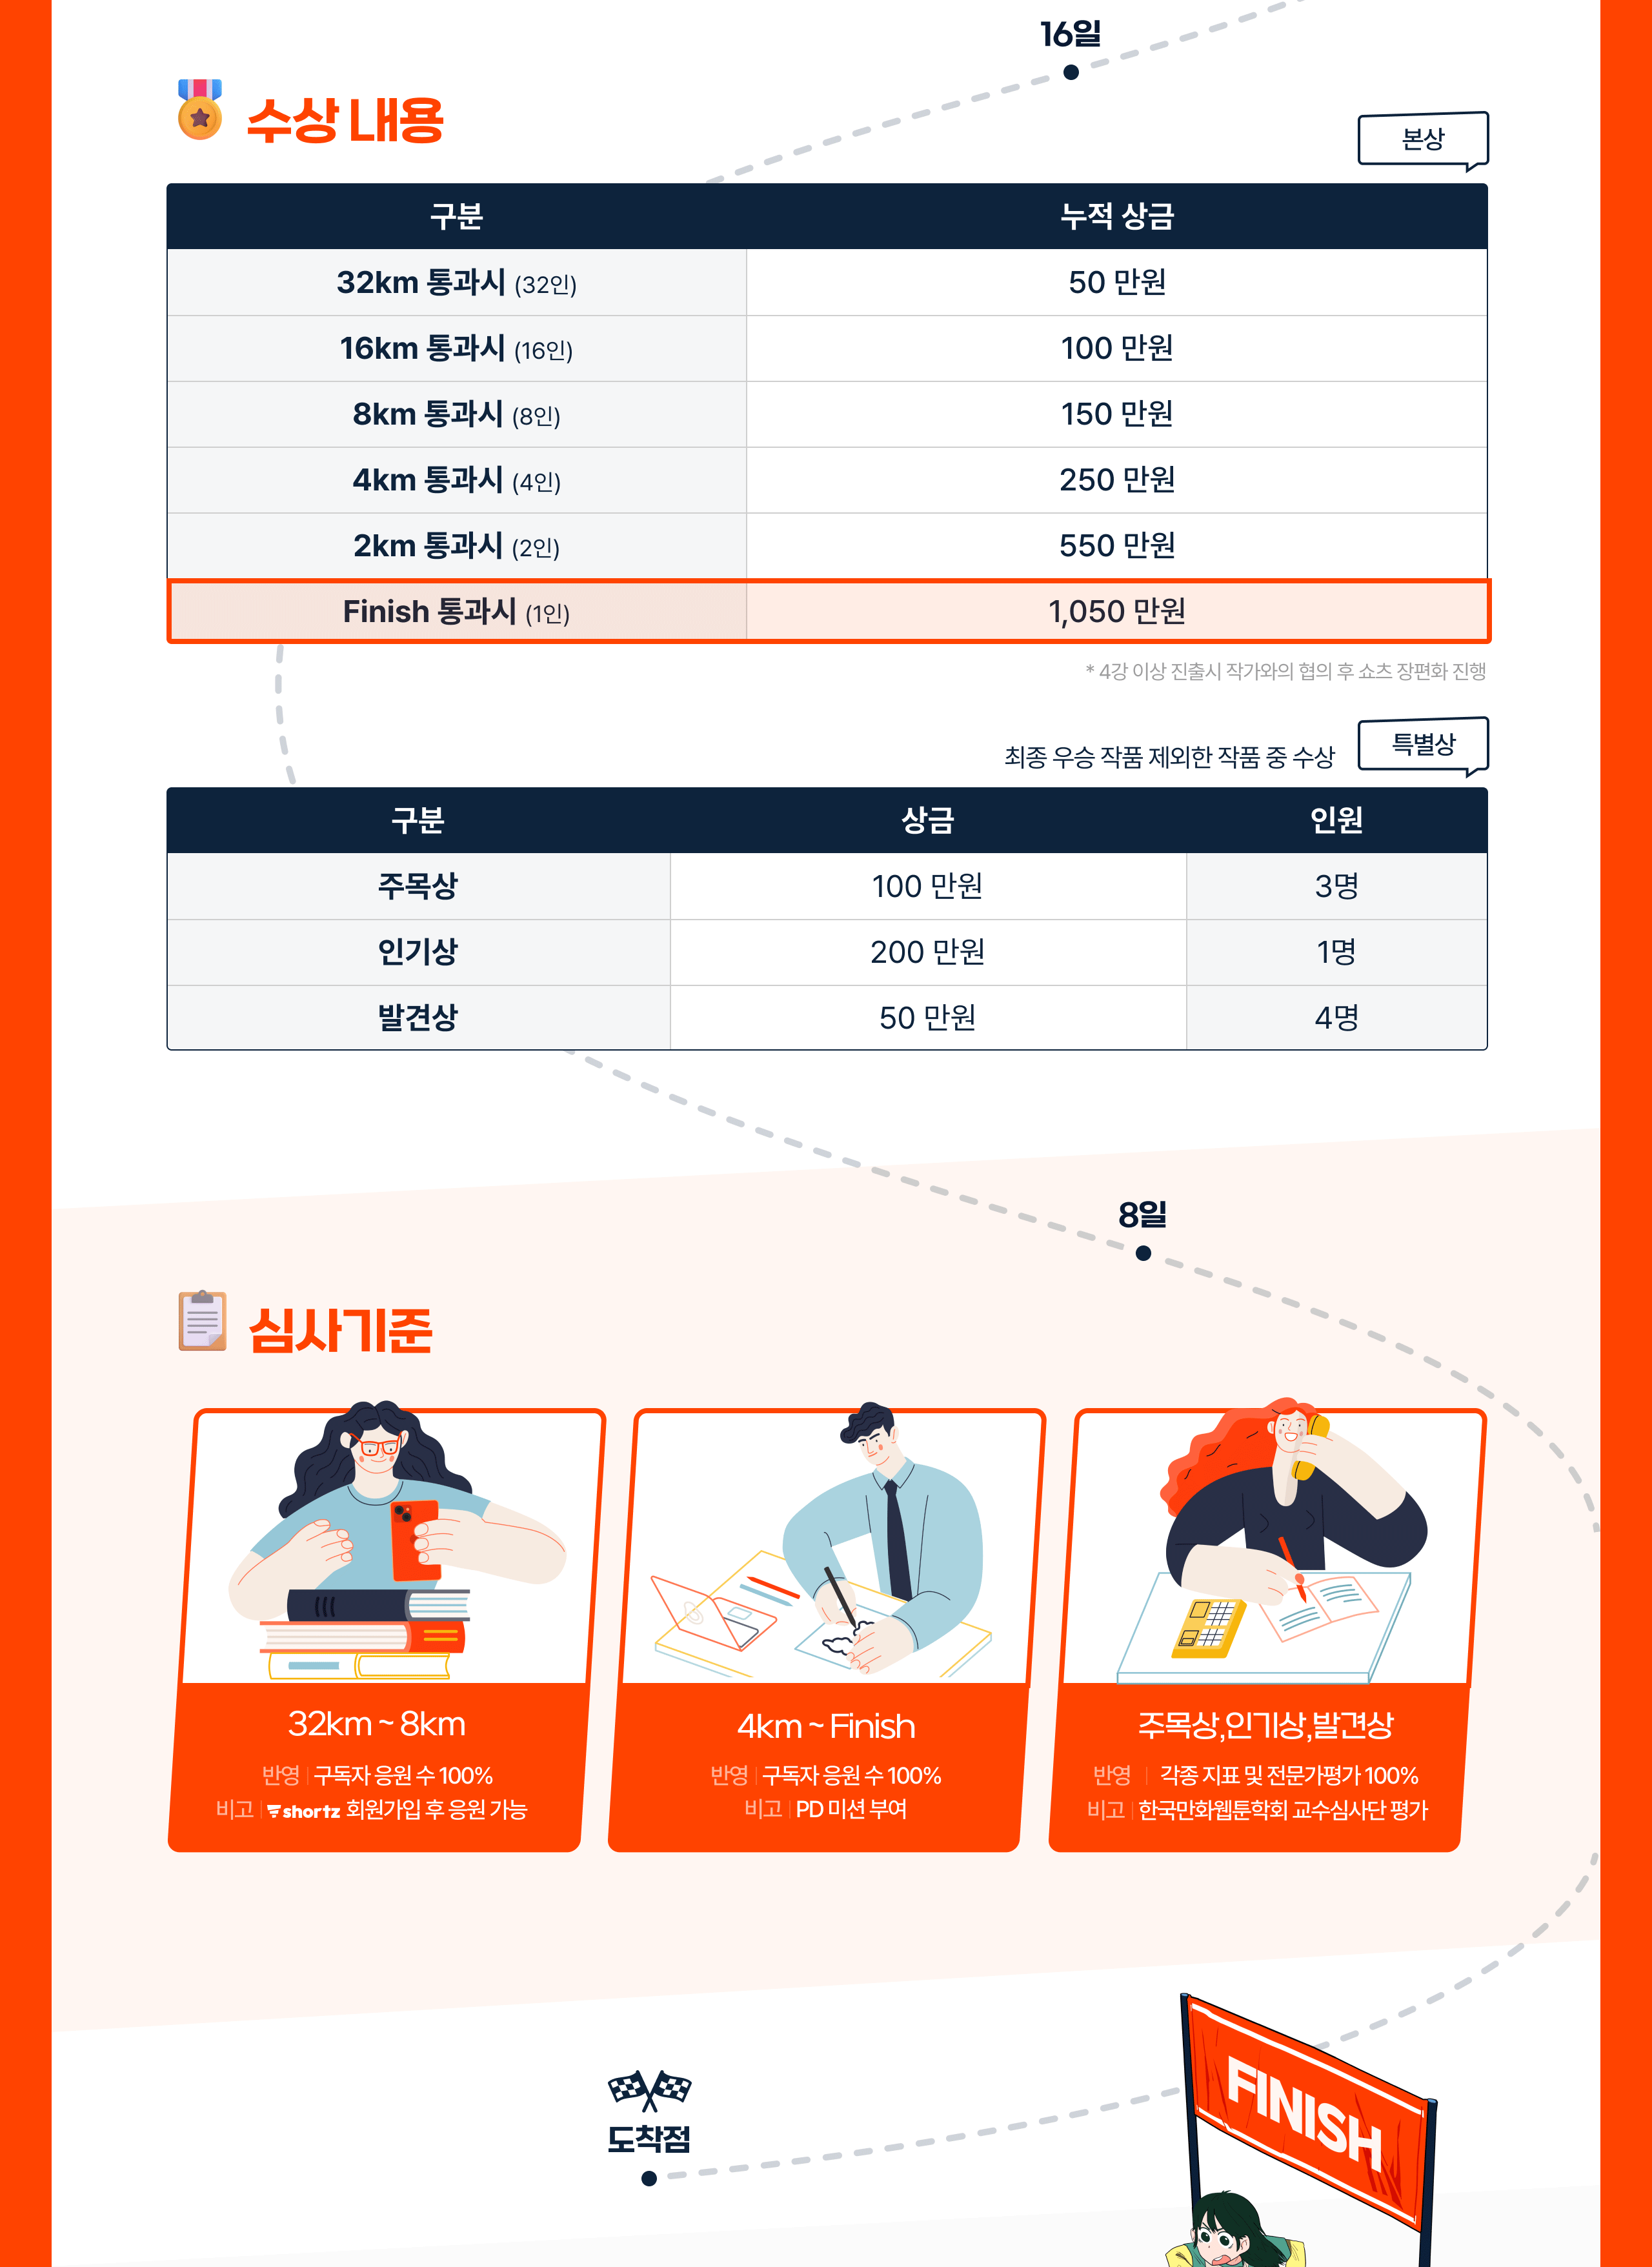 16일
수상 내용
본상
구분 누적 상금
32km 통과시 (32인) 50 만원
16km 통과시 (16인) 100 만원
8km 통과시 (8인) 150 만원
4km 통과시 (4인) 250 만원
2km 통과시 (2인) 550 만원
Finish 통과시 (1인) 1,050 만원
* 4강 이상 진출시 작가와의 협의 후 쇼츠 장편화 진행
최종 우승 작품 제외한 작품 중 수상 특별상
구분 상금 인원
주목상 100 만원 3명
인기상 200 만원 1명
발견상 50 만원 4명
8일
심사기준
32km ~ 8km
반영 구독자 응원 수 100%
비고 shortz 회원가입 후 응원 가능
4km ~ Finish
반영 구독자 응원 수 100%
비고 PD 미션 부여
주목상,인기상,발견상
반영 각종 지표 및 전문가평가 100%
비고 한국만화웹툰학회 교수심사단 평가
FINISH
도착점